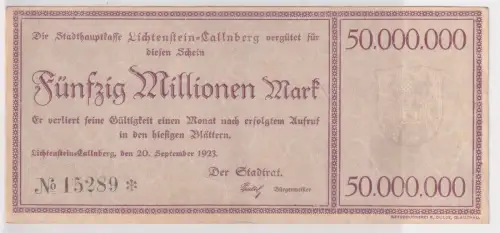 Die Stadthauptkasse Lichtenstein-Callnberg vergütet für
diesen Schein
Fünfzig Millionen Mark
Er verliert seine Gültigkeit einen Monat nach erfolgtem Aufruf
in den hiesigen Blättern.
Lichtenstein-Callnberg, den 20. September 1923.
Der Stadtrat.
Bürgermeister
№ 15289 *
50.000.000
50.000.000